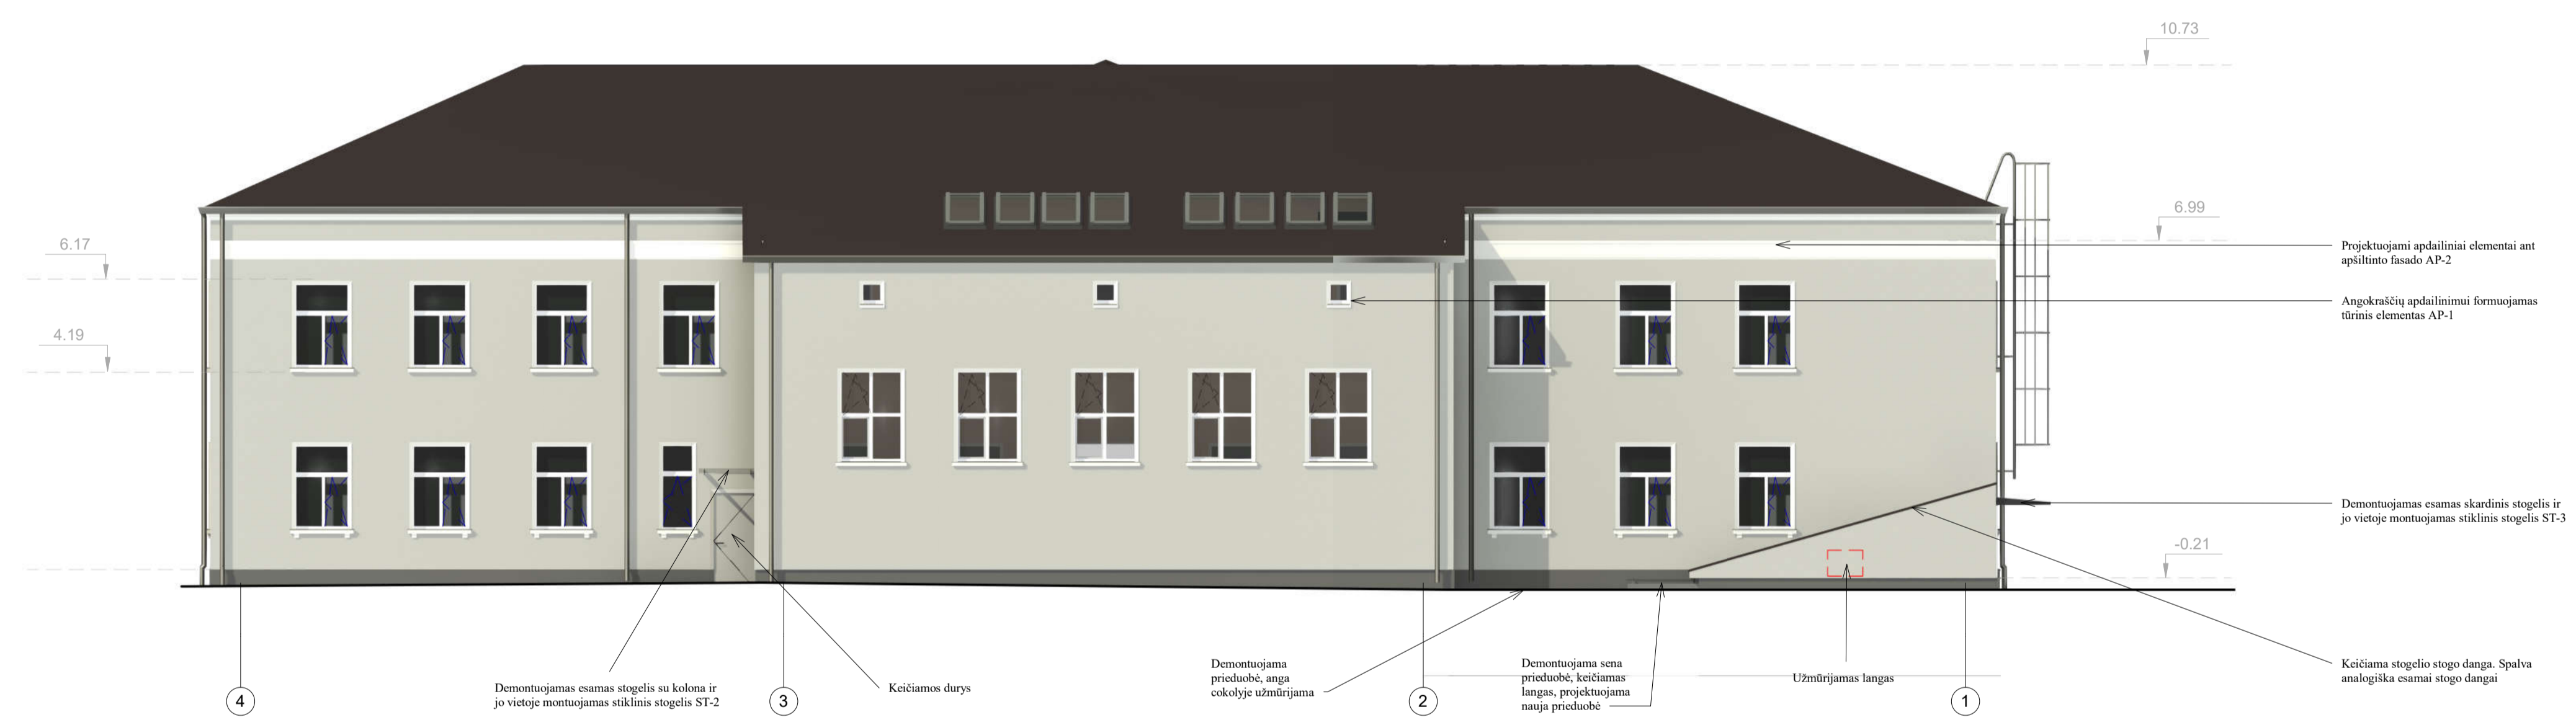 10.73
6.99
6.17
4.19
-0.21
Projektuojami apdailiniai elementai ant
apšiltinto fasado AP-2
Angokraščių apdailinimui formuojamas
tūrinis elementas AP-1
Demontuojamas esamas skardinis stogelis ir
jo vietoje montuojamas stiklinis stogelis ST-3
Keičiama stogelio stogo danga. Spalva
analogiška esamai stogo dangai
Demontuojamas esamas stogelis su kolona ir
jo vietoje montuojamas stiklinis stogelis ST-2
Keičiamos durys
Demontuojama
prieduobė, anga
cokolyje užmūrijama
Demontuojama sena
prieduobė, keičiamas
langas, projektuojama
nauja prieduobė
Užmūrijamas langas
4
3
2
1